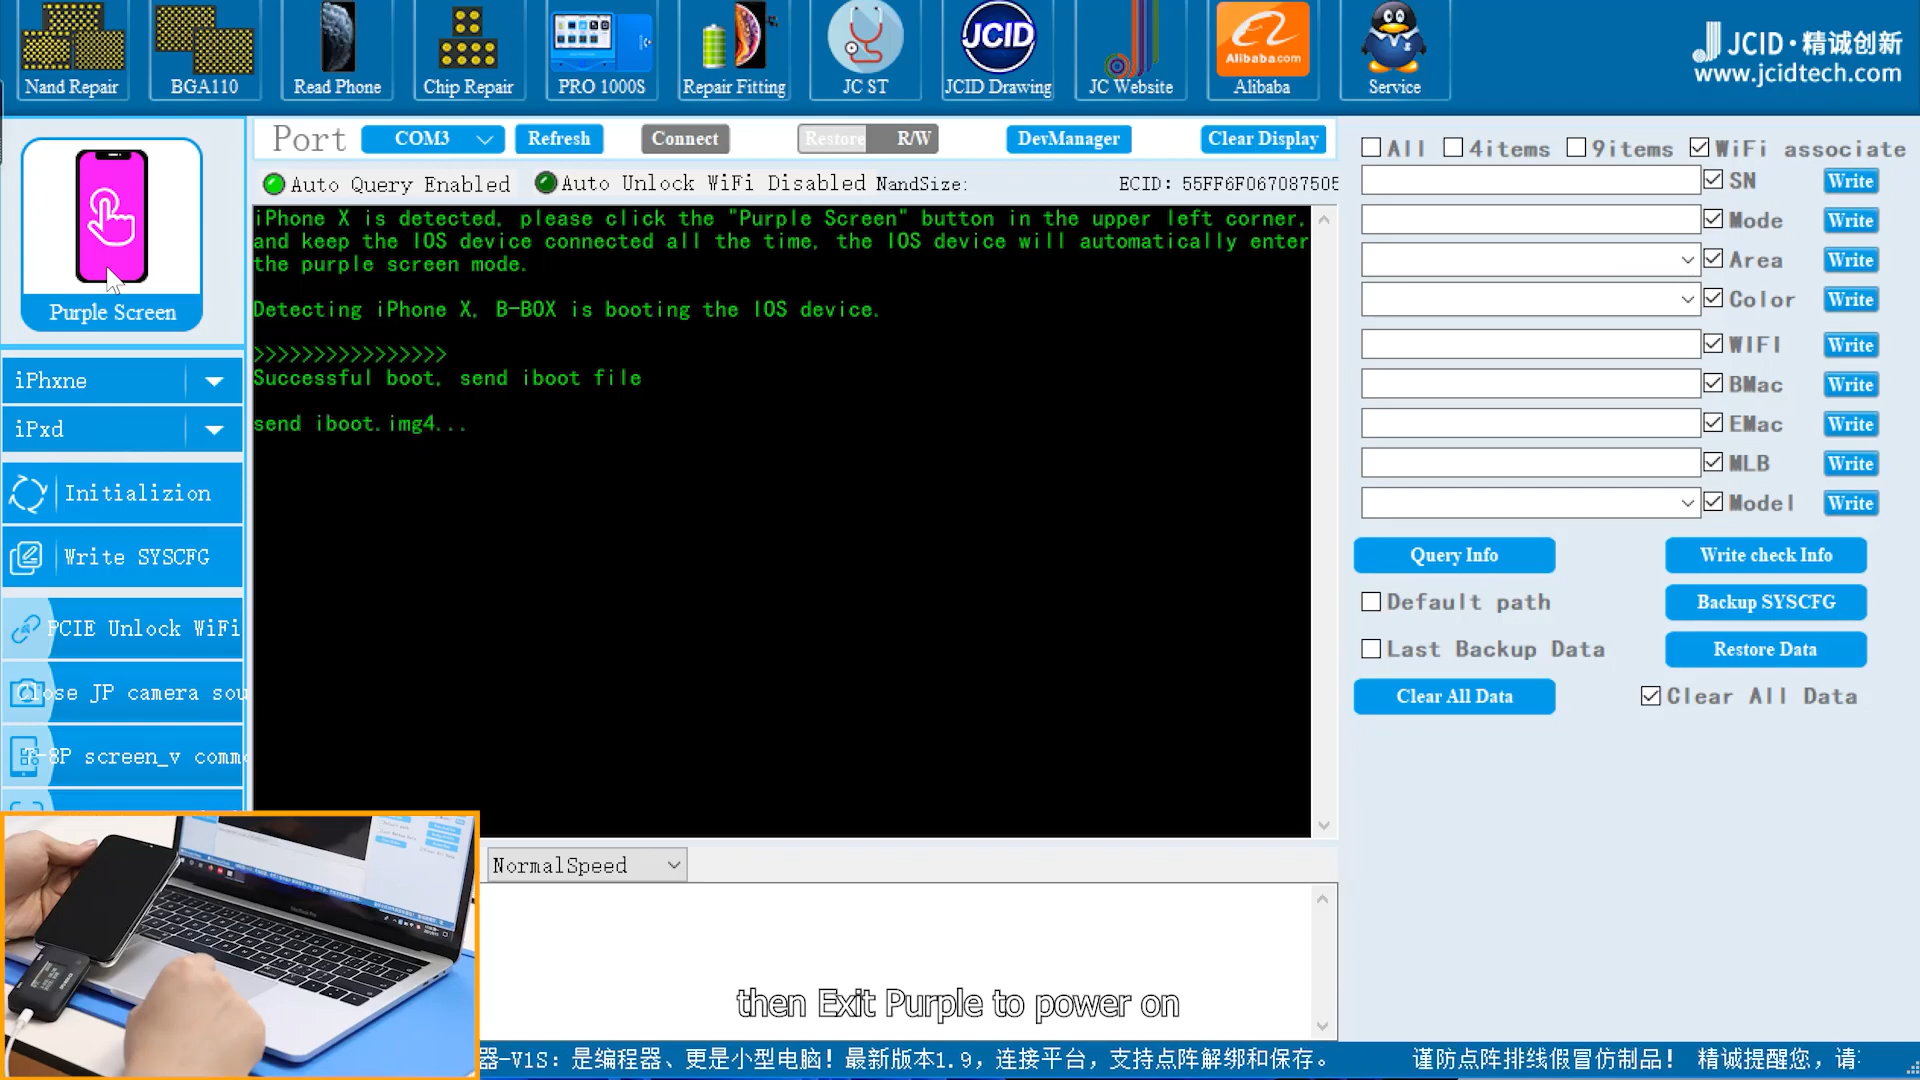 Nand Repair
BGA110
Read Phone
Chip Repair
PRO 1000S
Repair Fitting
JC ST
JCID
JCID Drawing
JC Website
Alibaba.com
Alibaba
Service
JCID·精诚创新
www.jcidtech.com
Purple Screen
Port COM3 Refresh Connect Restore R/W DevManager Clear Display
Auto Query Enabled Auto Unlock WiFi Disabled NandSize: ECID: 55FF6F067087505
iPhone X is detected, please click the "Purple Screen" button in the upper left corner,
and keep the IOS device connected all the time, the IOS device will automatically enter
the purple screen mode.
Detecting iPhone X, B-BOX is booting the IOS device.
>>>>>>>>>>>>>>>>
Successful boot, send iboot file
send iboot.img4...
iPhxne
iPxd
Initializion
Write SYSCFG
PCIE Unlock WiFi
Close JP camera sou
screen_v comm
All 4items 9items WiFi associate
SN Write
Mode Write
Area Write
Color Write
WIFI Write
BMac Write
EMac Write
MLB Write
Model Write
Query Info Write check Info
Default path Backup SYSCFG
Last Backup Data Restore Data
Clear All Data Clear All Data
NormalSpeed
then Exit Purple to power on
器-V1S：是编程器、更是小型电脑！最新版本1.9，连接平台，支持点阵解绑和保存。 谨防点阵排线假冒仿制品！ 精诚提醒您，请